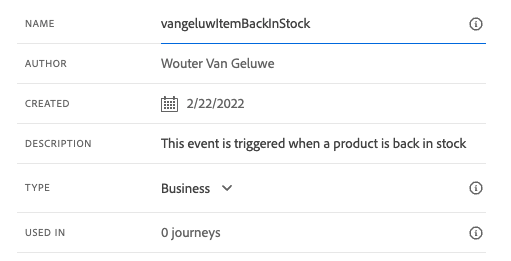 NAME vangeluwItemBackInStock
AUTHOR Wouter Van Geluwe
CREATED 2/22/2022
DESCRIPTION This event is triggered when a product is back in stock
TYPE Business
USED IN 0 journeys